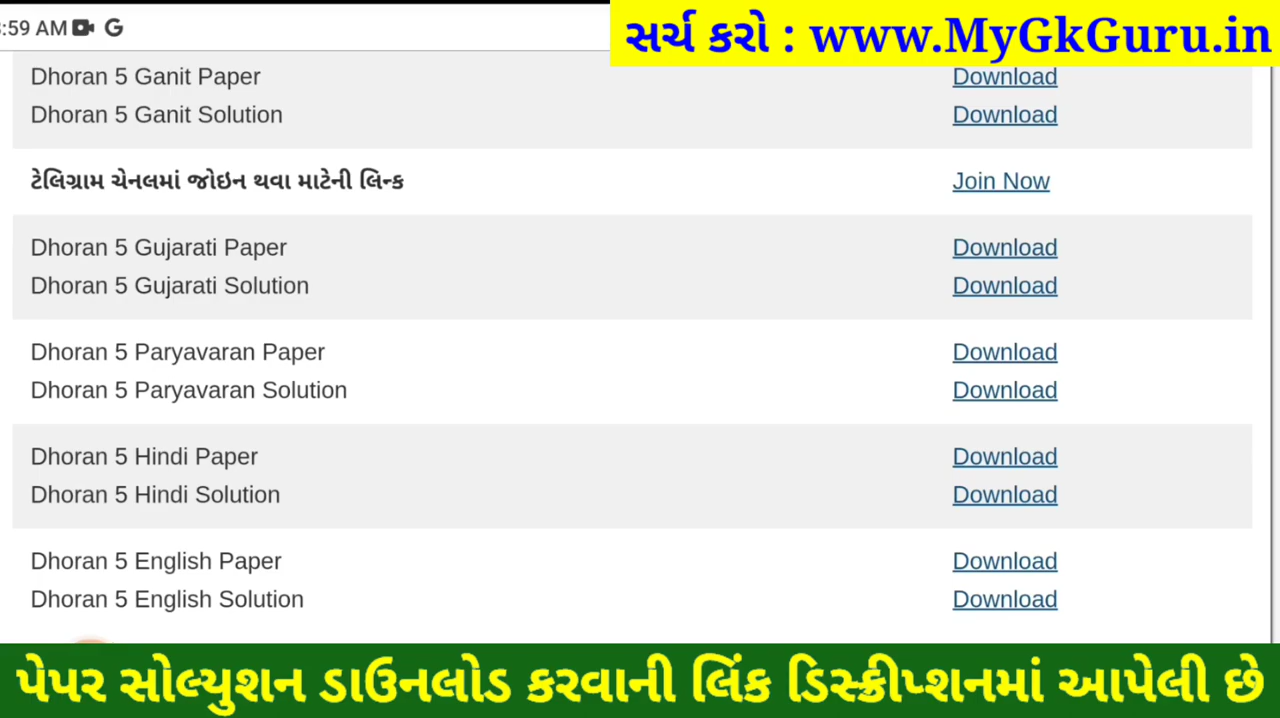 :59 AM G
સર્ચ કરો : www.MyGkGuru.in
Dhoran 5 Ganit Paper Download
Dhoran 5 Ganit Solution Download
ટેલિગ્રામ ચેનલમાં જોઇન થવા માટેની લિન્ક Join Now
Dhoran 5 Gujarati Paper Download
Dhoran 5 Gujarati Solution Download
Dhoran 5 Paryavaran Paper Download
Dhoran 5 Paryavaran Solution Download
Dhoran 5 Hindi Paper Download
Dhoran 5 Hindi Solution Download
Dhoran 5 English Paper Download
Dhoran 5 English Solution Download
પેપર સોલ્યુશન ડાઉનલોડ કરવાની લિંક ડિસ્ક્રીપ્શનમાં આપેલી છે